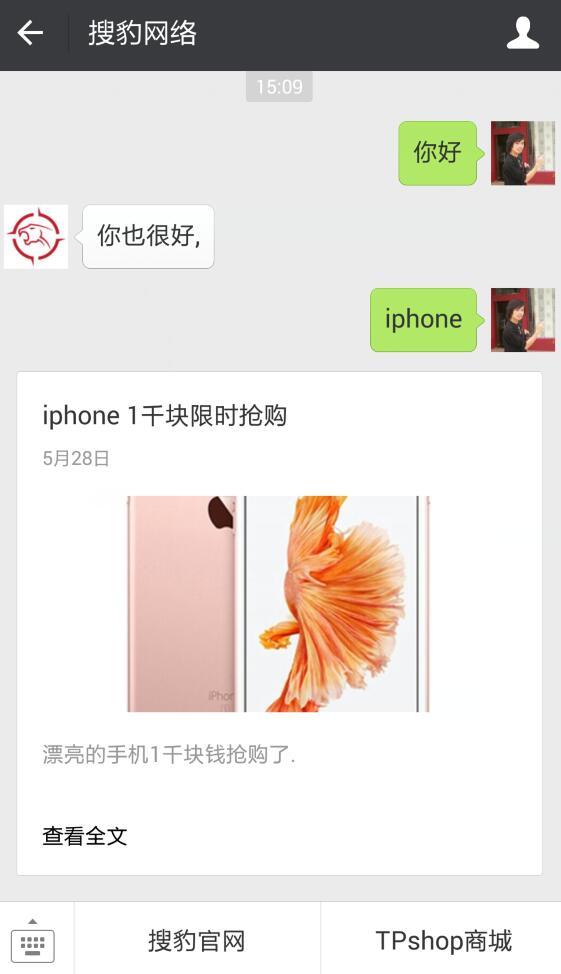 搜豹网络
15:09
你好
你也很好,
iphone
iphone 1千块限时抢购
5月28日
iPhon
漂亮的手机1千块钱抢购了.
查看全文
搜豹官网
TPshop商城